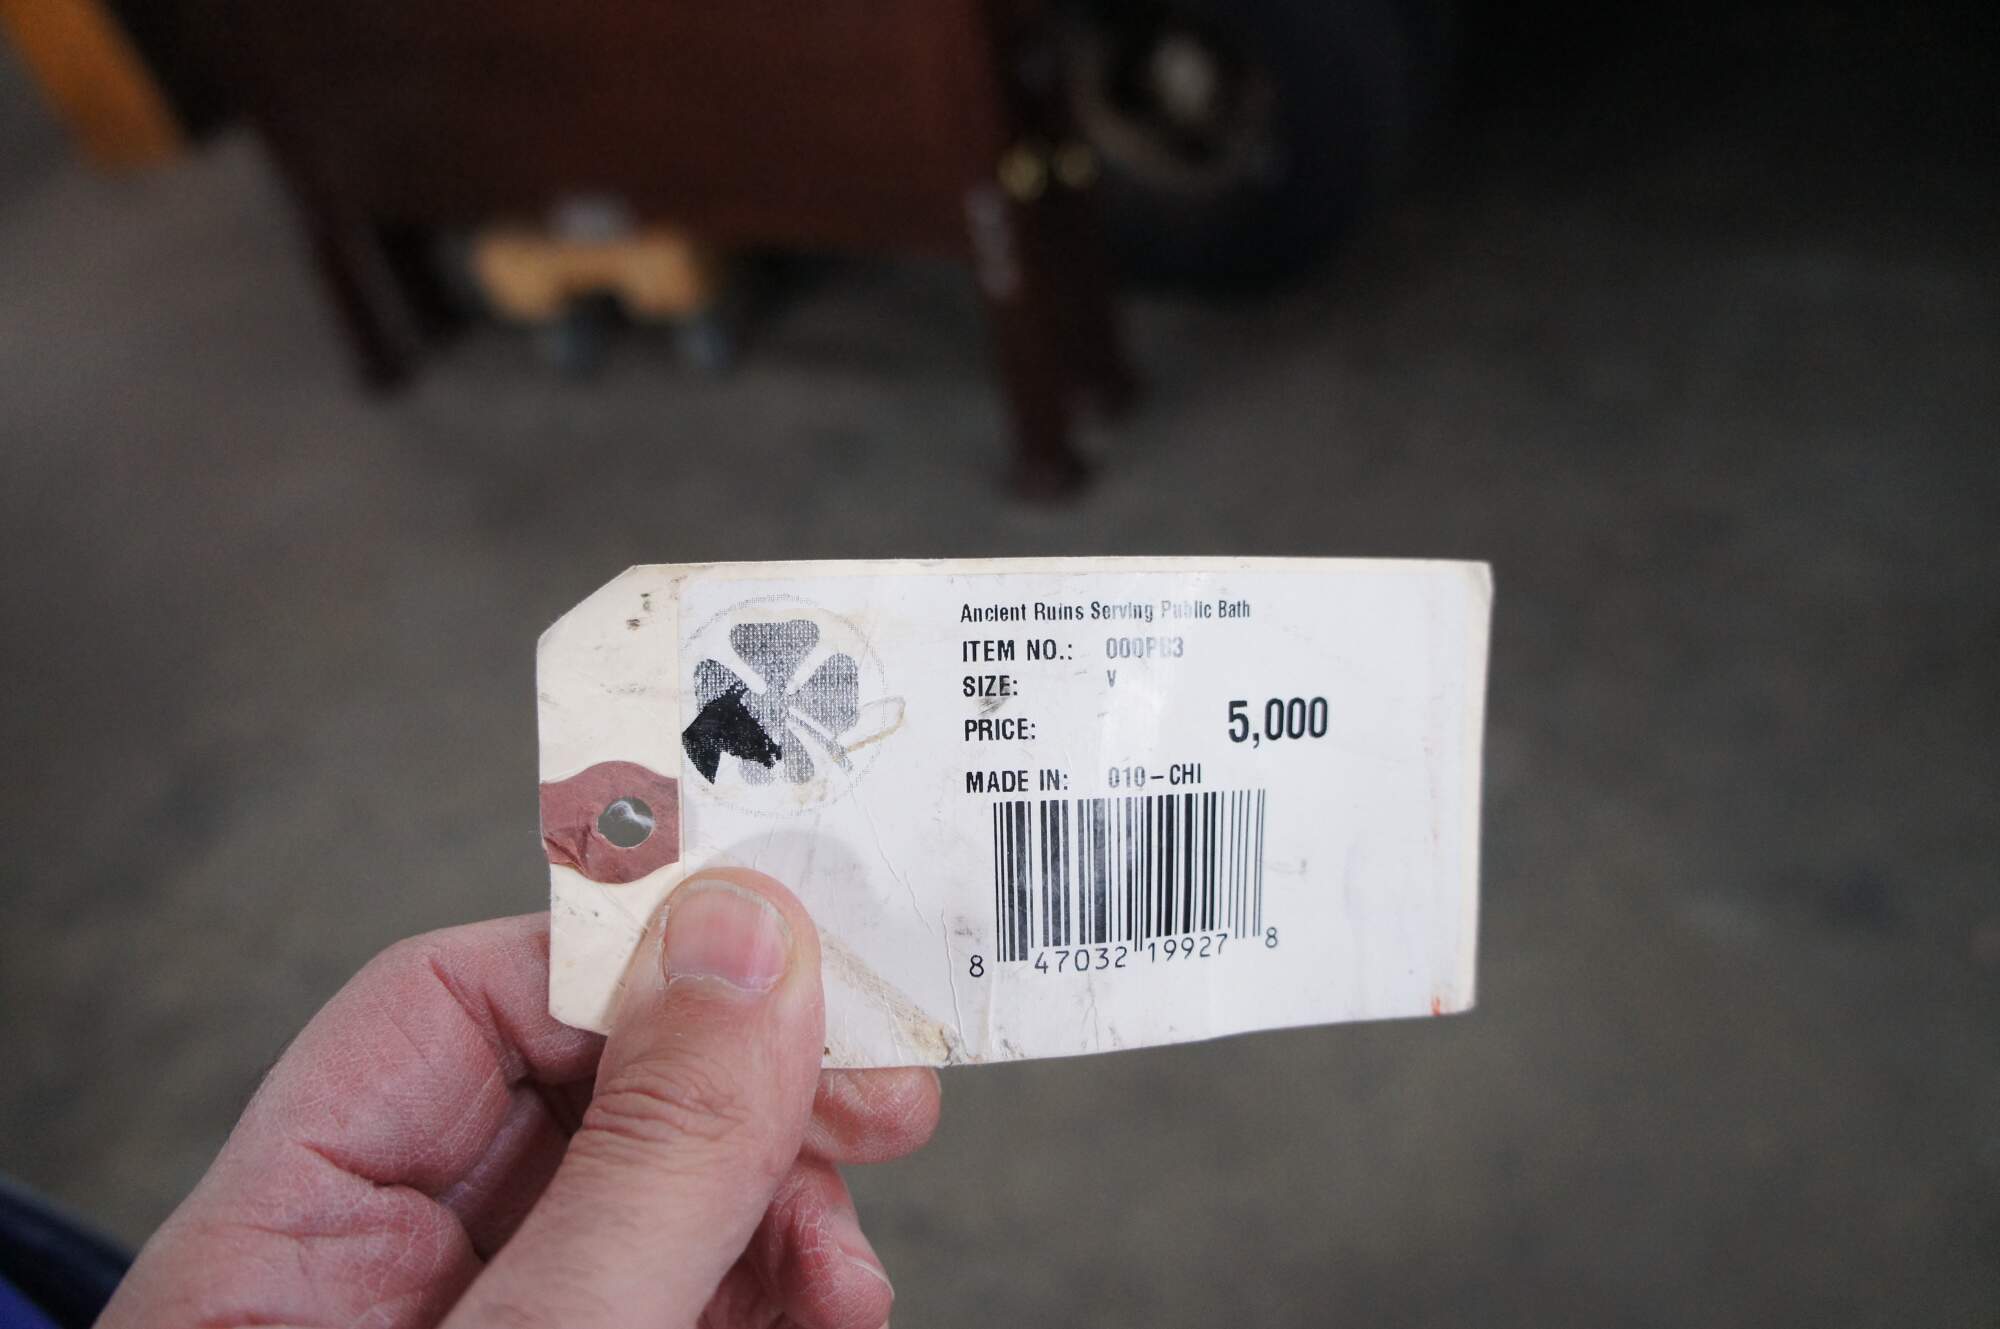 Ancient Ruins Serving Public Bath
ITEM NO.: 000PB3
SIZE: V
PRICE: 5,000
MADE IN: 010-CHI
8 47032 19927 8